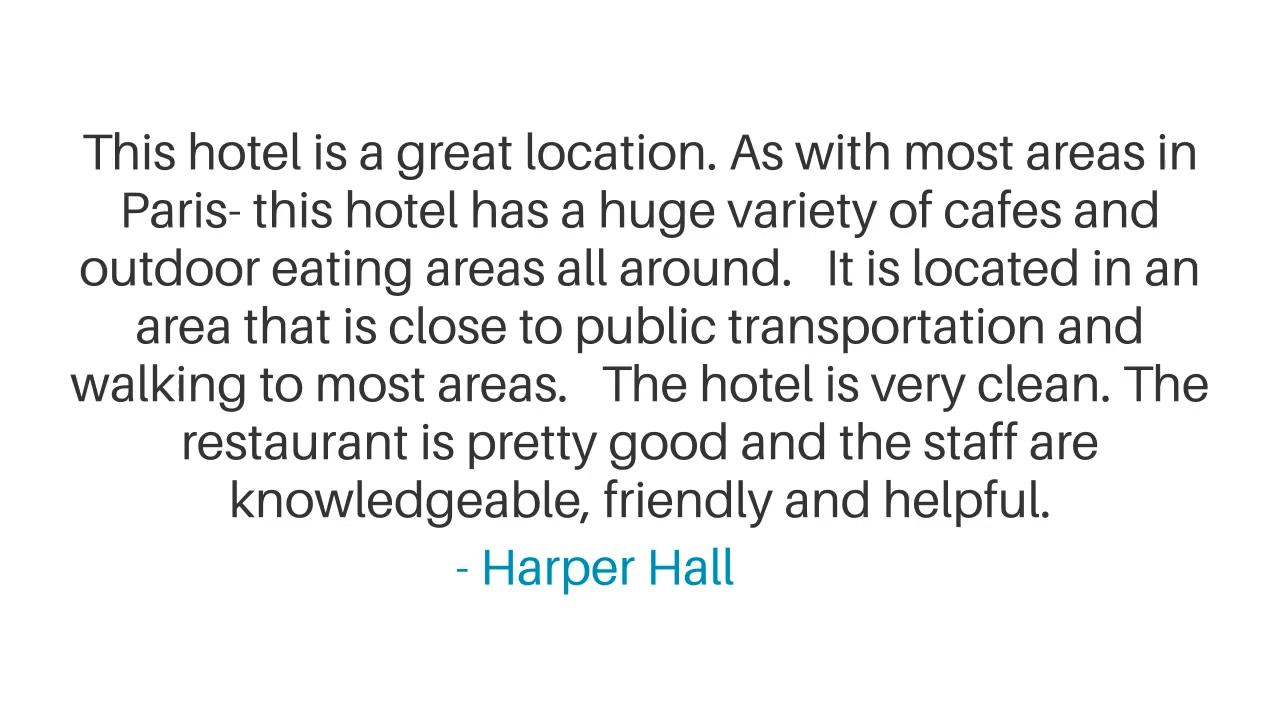 This hotel is a great location. As with most areas in
Paris- this hotel has a huge variety of cafes and
outdoor eating areas all around.   It is located in an
area that is close to public transportation and
walking to most areas.   The hotel is very clean. The
restaurant is pretty good and the staff are
knowledgeable, friendly and helpful.
- Harper Hall